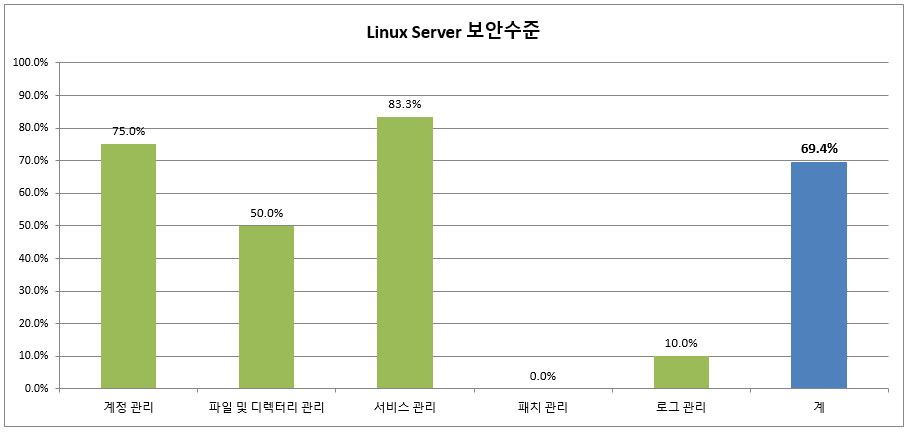 Linux Server 보안수준
100.0%
90.0%
80.0%
70.0%
60.0%
50.0%
40.0%
30.0%
20.0%
10.0%
0.0%
75.0%
50.0%
83.3%
0.0%
10.0%
69.4%
계정 관리
파일 및 디렉터리 관리
서비스 관리
패치 관리
로그 관리
계